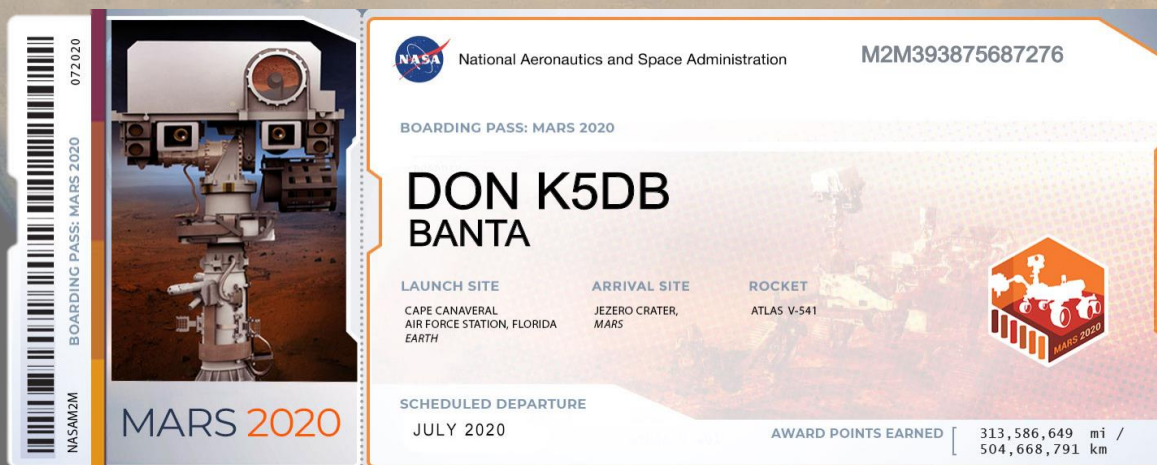 072020
BOARDING PASS: MARS 2020
NASAM2M
MARS 2020
NASA
National Aeronautics and Space Administration
M2M393875687276
BOARDING PASS: MARS 2020
DON K5DB
BANTA
LAUNCH SITE
CAPE CANAVERAL
AIR FORCE STATION, FLORIDA
EARTH
ARRIVAL SITE
JEZERO CRATER,
MARS
ROCKET
ATLAS V-541
MARS 2020
SCHEDULED DEPARTURE
JULY 2020
AWARD POINTS EARNED
313,586,649 mi /
504,668,791 km